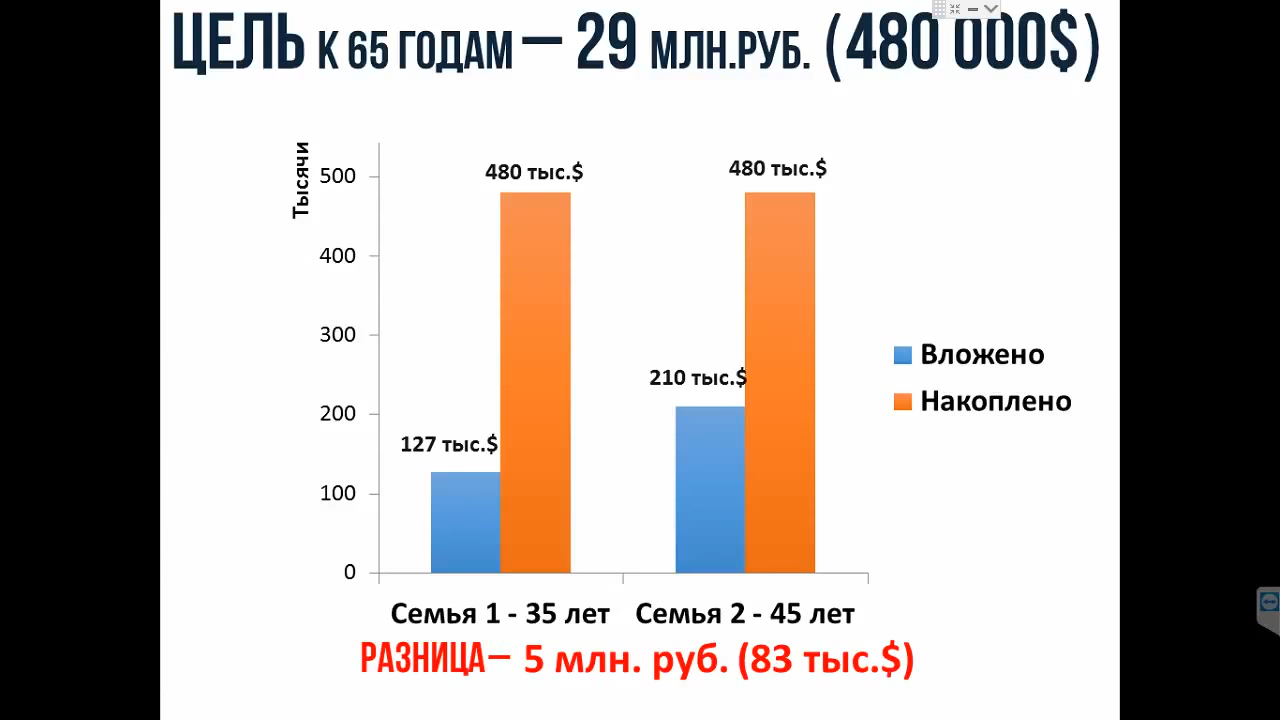 ЦЕЛЬ К 65 ГОДАМ – 29 МЛН.РУБ. (480 000$)
Тысячи
480 тыс.$
480 тыс.$
500
400
300
200
100
0
127 тыс.$
210 тыс.$
Вложено
Накоплено
Семья 1 - 35 лет
Семья 2 - 45 лет
РАЗНИЦА – 5 млн. руб. (83 тыс.$)